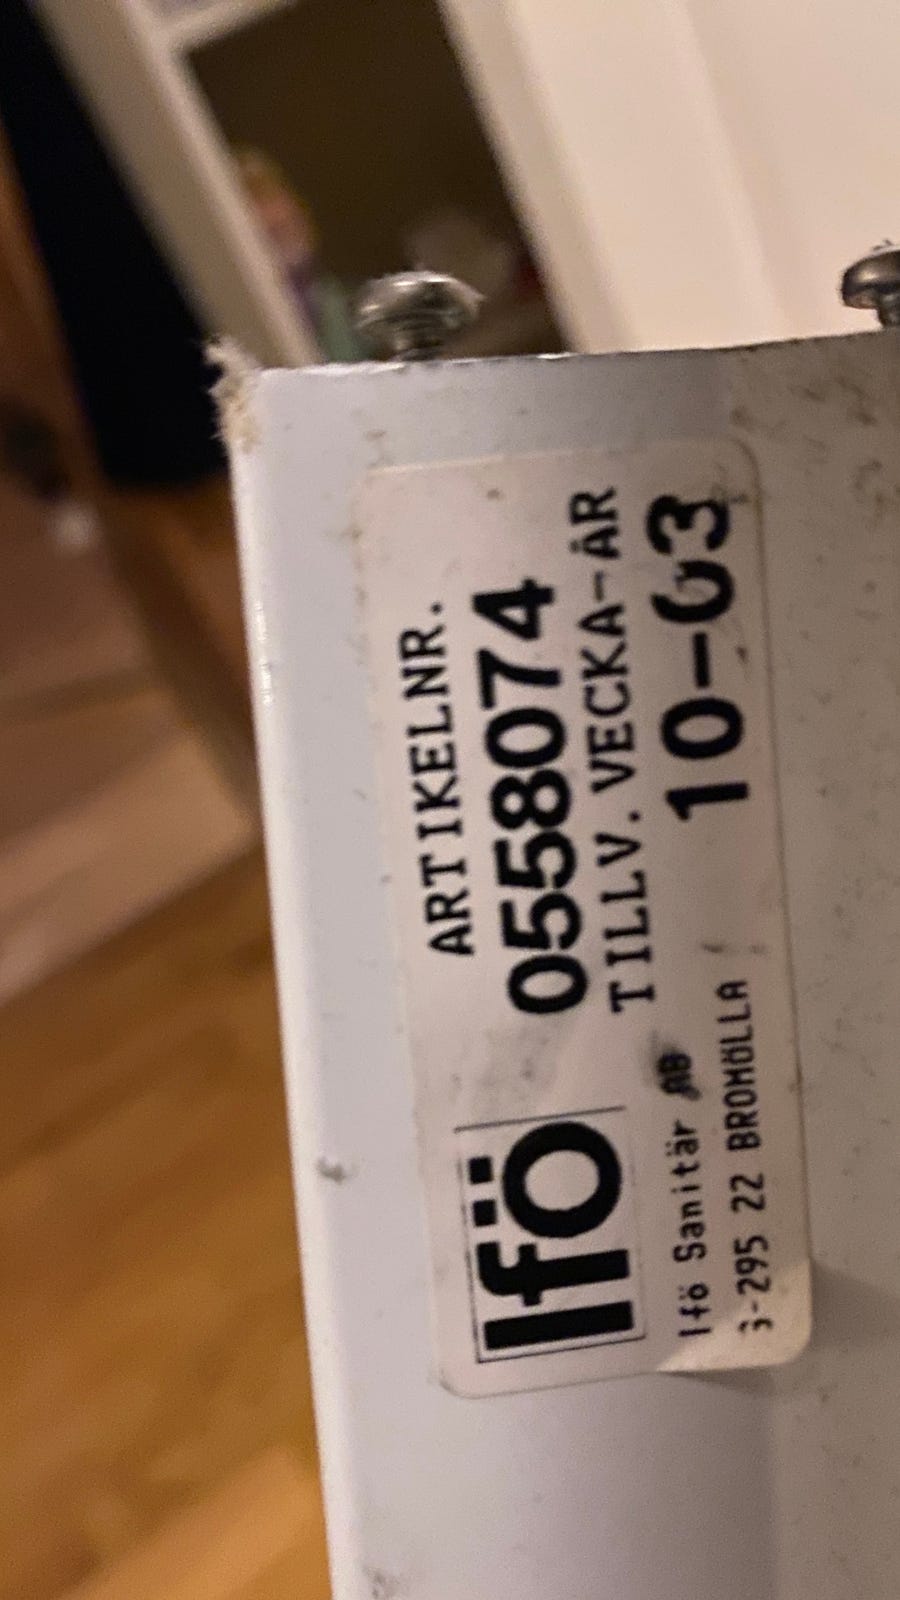 ARTIKELNR.
0558074
TILLV. VECKA-ÅR
10-03
Ifö
Ifö Sanitär AB
S-295 22 BROMÖLLA